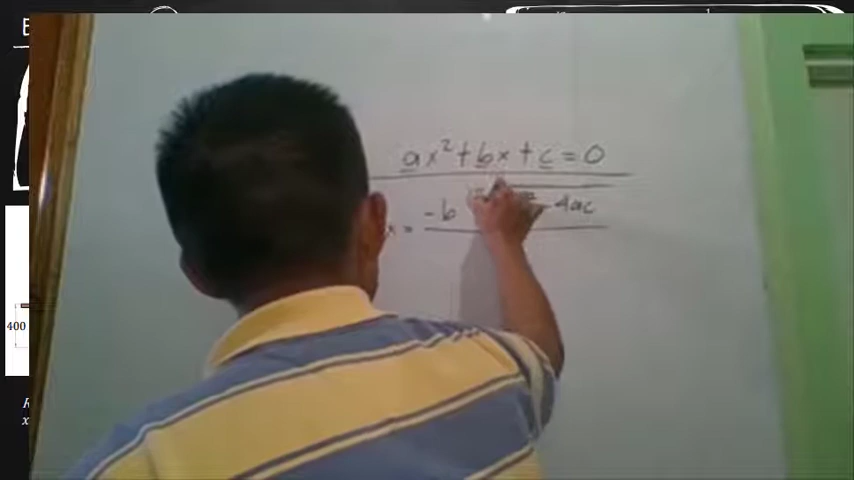 ax² + bx + c = 0
x = -b - 4ac
400